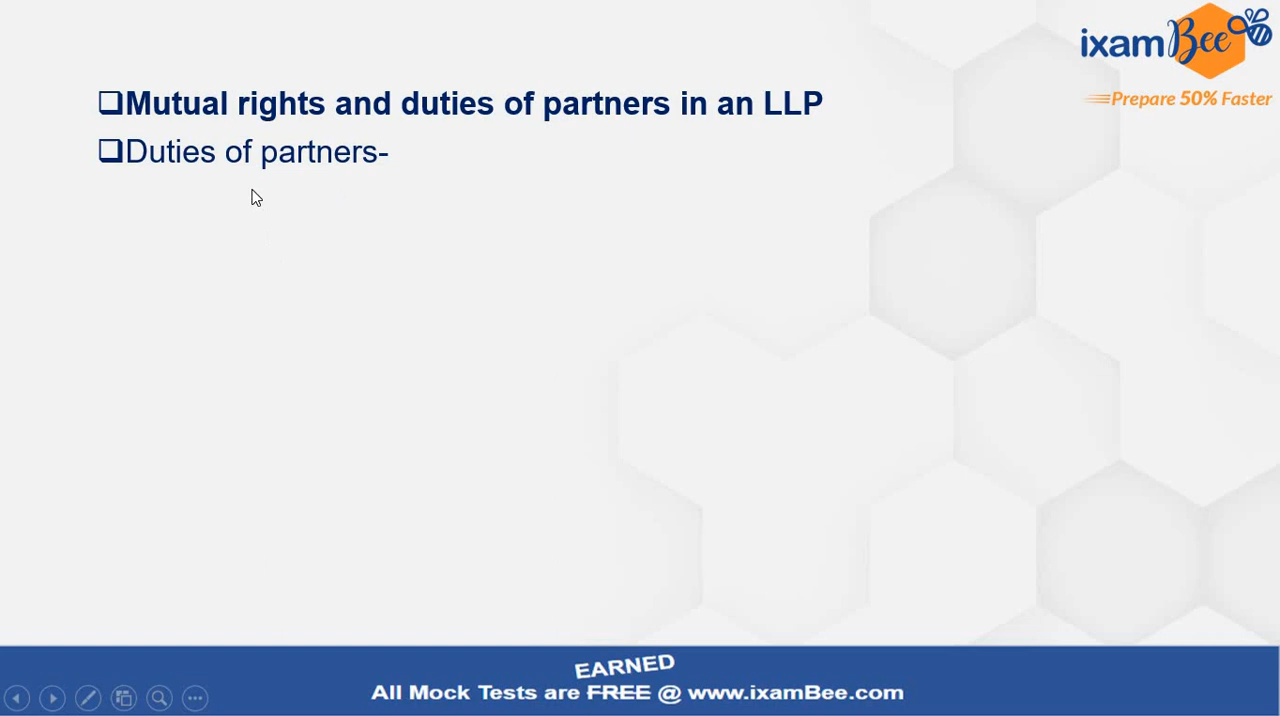 ixamBee
Prepare 50% Faster
❑Mutual rights and duties of partners in an LLP
❑Duties of partners-
EARNED
All Mock Tests are FREE @ www.ixamBee.com